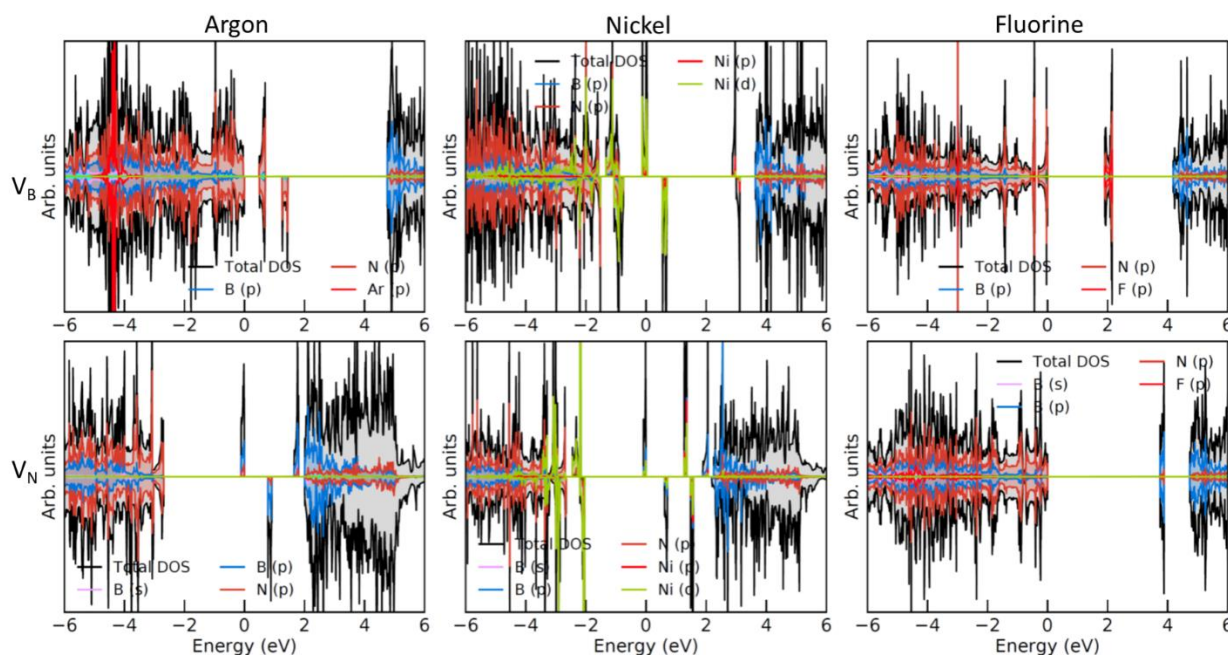 Argon
Nickel
Fluorine
V_B
Arb. units
Total DOS
B (p)
N (p)
Ar (p)
−6 −4 −2 0 2 4 6
Arb. units
Total DOS
B (p)
N (p)
Ni (p)
Ni (d)
−6 −4 −2 0 2 4 6
Arb. units
Total DOS
B (p)
N (p)
F (p)
−6 −4 −2 0 2 4 6
V_N
Arb. units
Total DOS
B (s)
B (p)
N (p)
−6 −4 −2 0 2 4 6
Energy (eV)
Arb. units
Total DOS
B (s)
B (p)
N (p)
Ni (p)
Ni (d)
−6 −4 −2 0 2 4 6
Energy (eV)
Arb. units
Total DOS
B (s)
B (p)
N (p)
F (p)
−6 −4 −2 0 2 4 6
Energy (eV)